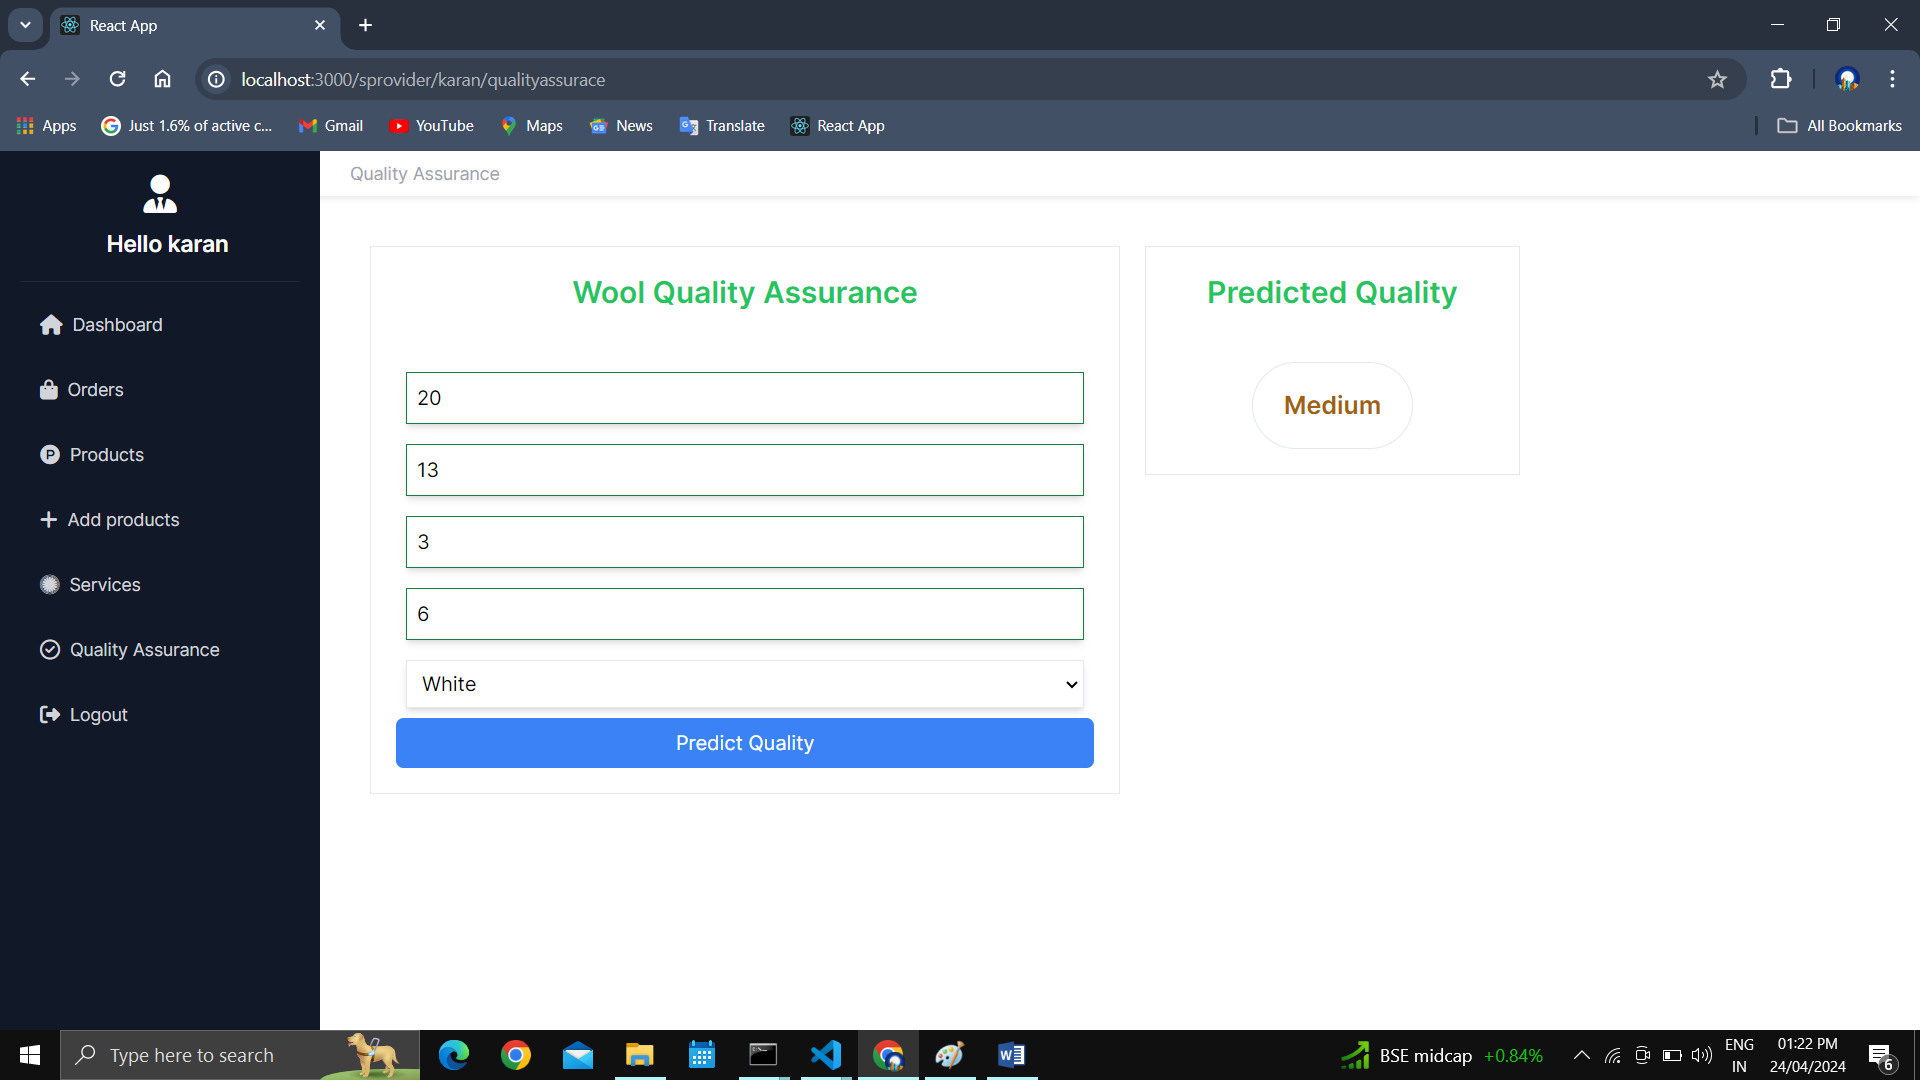 React App
localhost:3000/sprovider/karan/qualityassurace
Apps
Just 1.6% of active c...
Gmail
YouTube
Maps
News
Translate
React App
All Bookmarks
Hello karan
Dashboard
Orders
Products
Add products
Services
Quality Assurance
Logout
Quality Assurance
Wool Quality Assurance
20
13
3
6
White
Predict Quality
Predicted Quality
Medium
Type here to search
BSE midcap +0.84%
ENG
IN
01:22 PM
24/04/2024
6